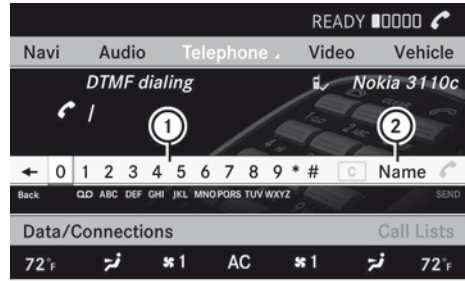 READY
Navi Audio Telephone Video Vehicle
DTMF dialing Nokia 3110c
1 2
0 1 2 3 4 5 6 7 8 9 * # C Name
Back ABC DEF GHI JKL MNO PQRS TUV WXYZ SEND
Data/Connections Call Lists
72°F 1 AC 1 72°F